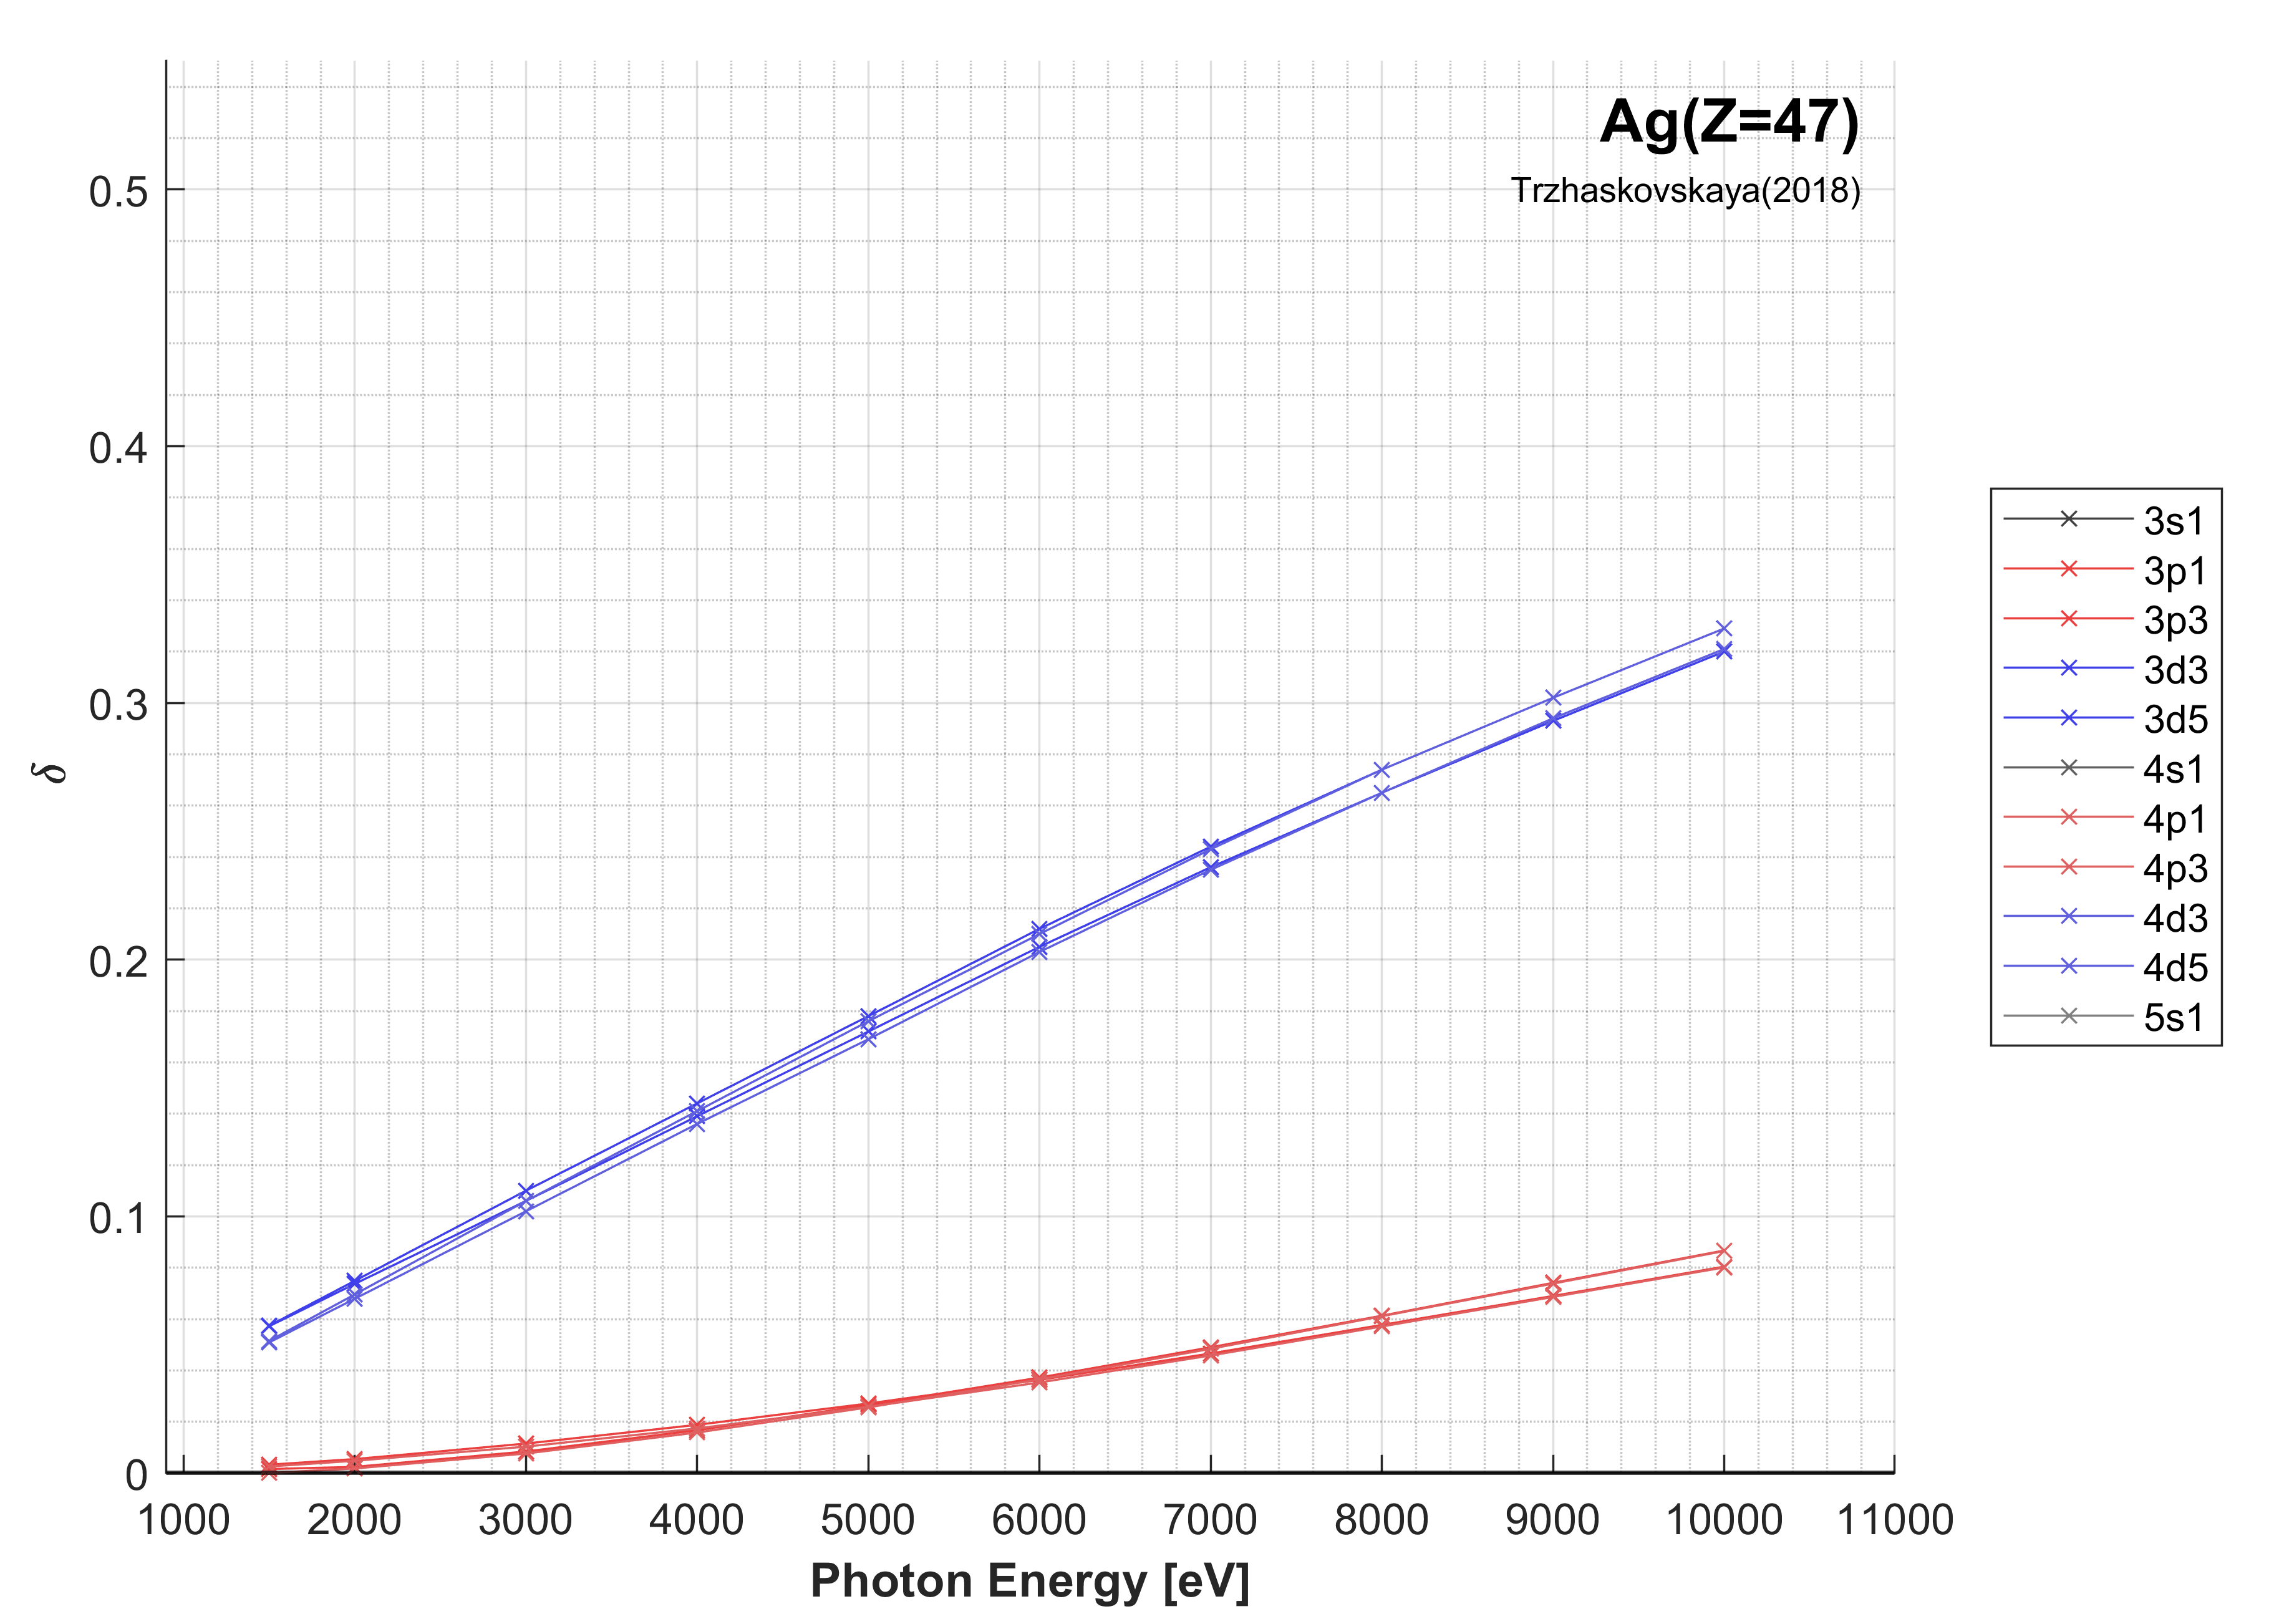 Ag(Z=47)
Trzhaskovskaya(2018)
0.5
0.4
0.3
0.2
0.1
0
δ
1000 2000 3000 4000 5000 6000 7000 8000 9000 10000 11000
Photon Energy [eV]
3s1
3p1
3p3
3d3
3d5
4s1
4p1
4p3
4d3
4d5
5s1